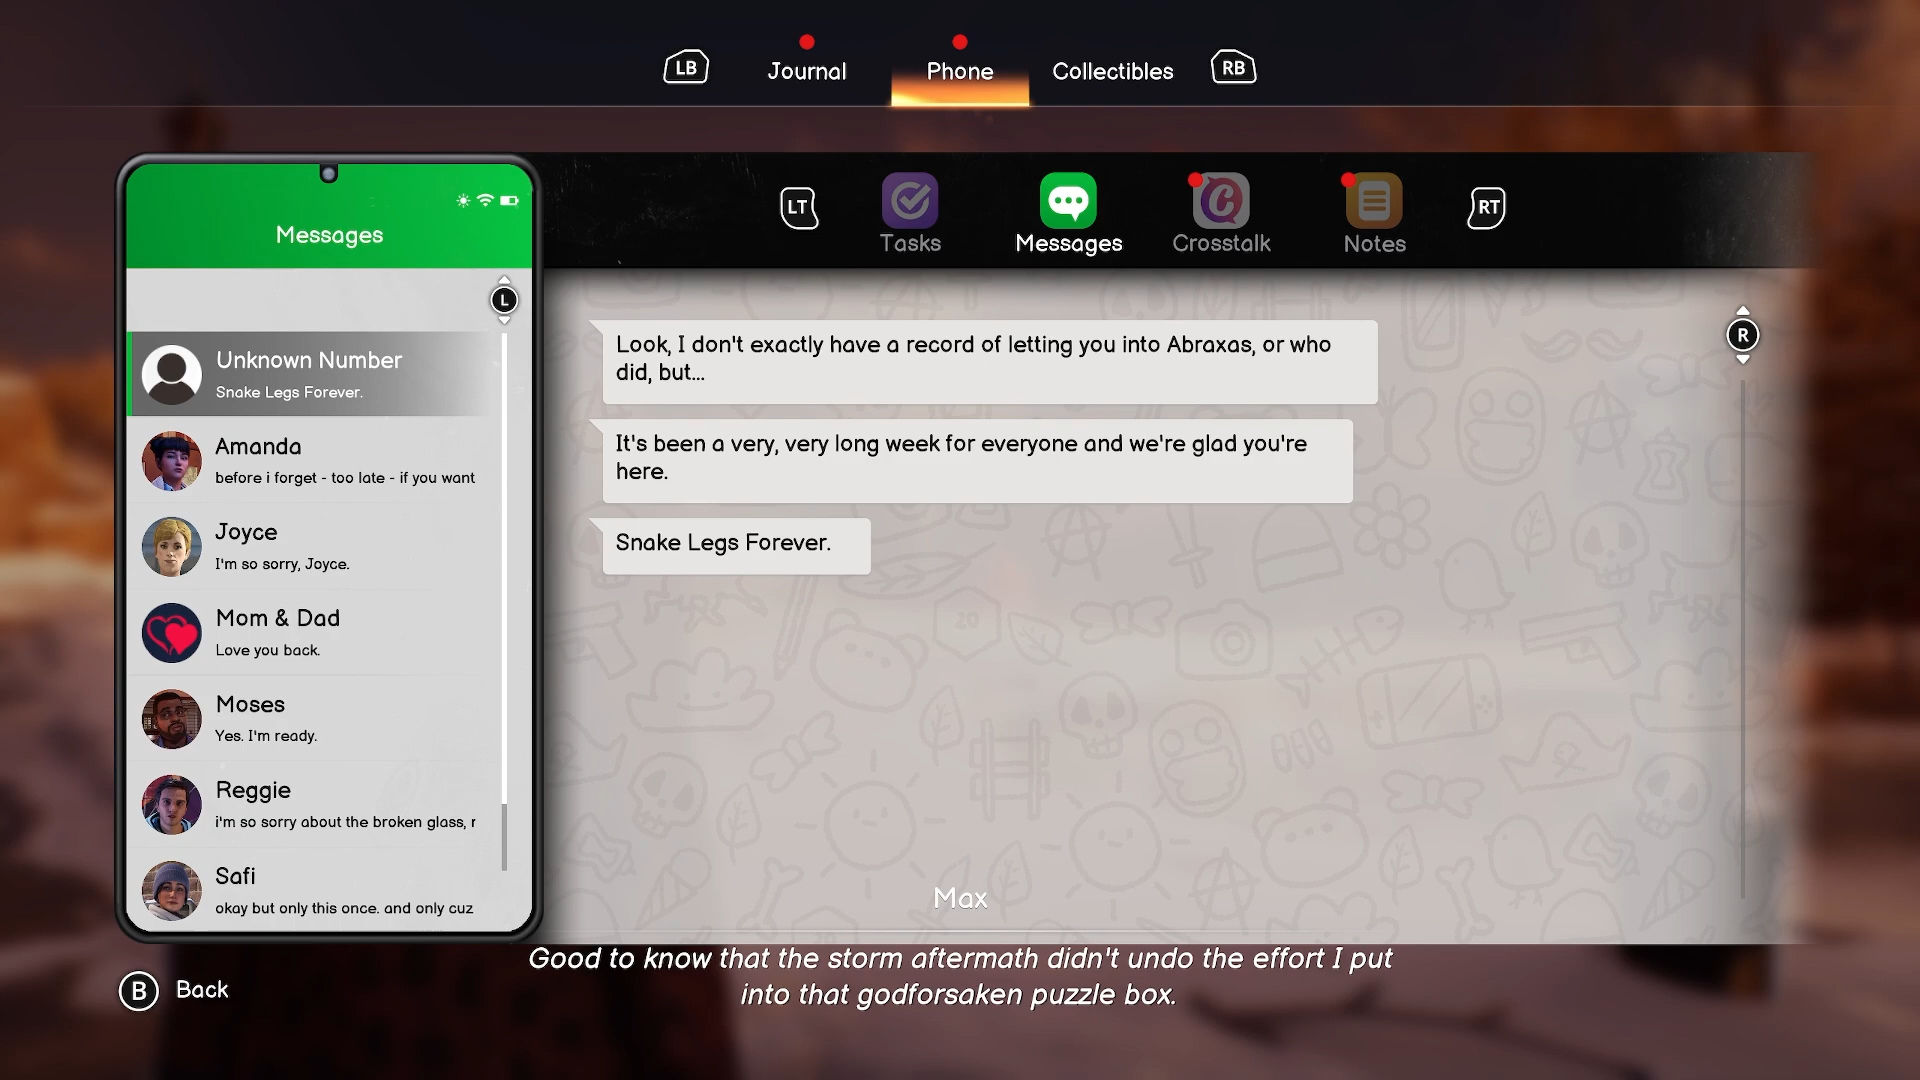 LB
Journal
Phone
Collectibles
RB
Messages
LT
Tasks
Messages
Crosstalk
Notes
RT
L
Unknown Number
Snake Legs Forever.
Amanda
before i forget - too late - if you want
Joyce
I'm so sorry, Joyce.
Mom & Dad
Love you back.
Moses
Yes. I'm ready.
Reggie
i'm so sorry about the broken glass, r
Safi
okay but only this once. and only cuz
Look, I don't exactly have a record of letting you into Abraxas, or who
did, but...
It's been a very, very long week for everyone and we're glad you're
here.
Snake Legs Forever.
R
20
Max
Good to know that the storm aftermath didn't undo the effort I put
into that godforsaken puzzle box.
B
Back